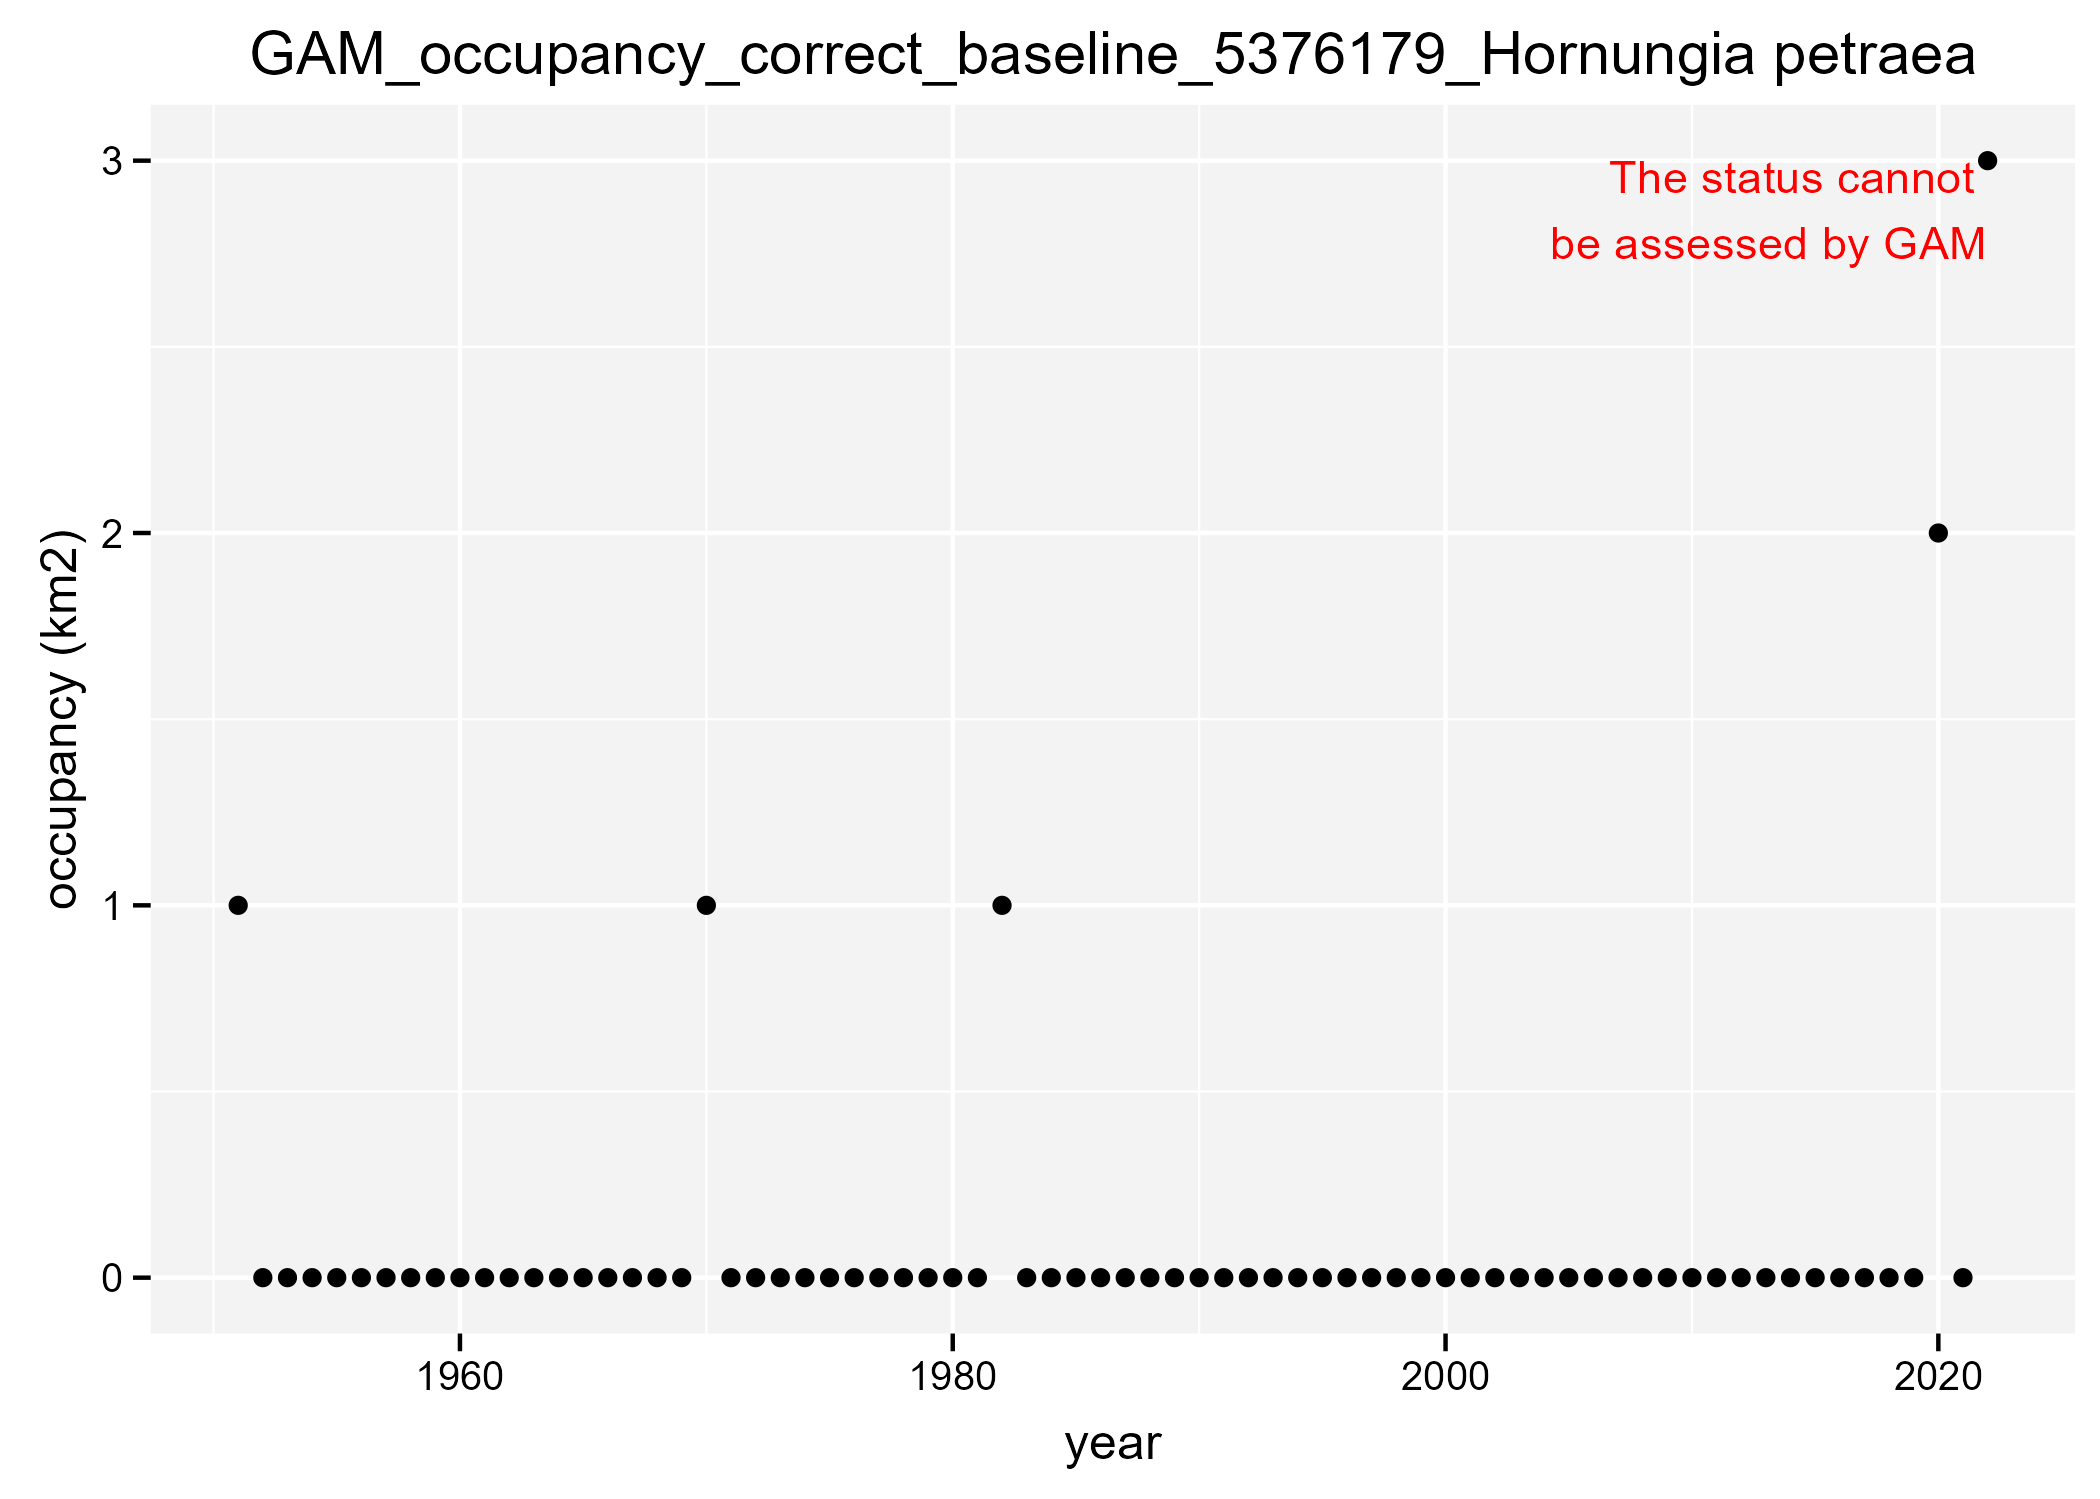 GAM_occupancy_correct_baseline_5376179_Hornungia petraea
3
The status cannot
be assessed by GAM
2
occupancy (km2)
1
0
1960 1980 2000 2020
year